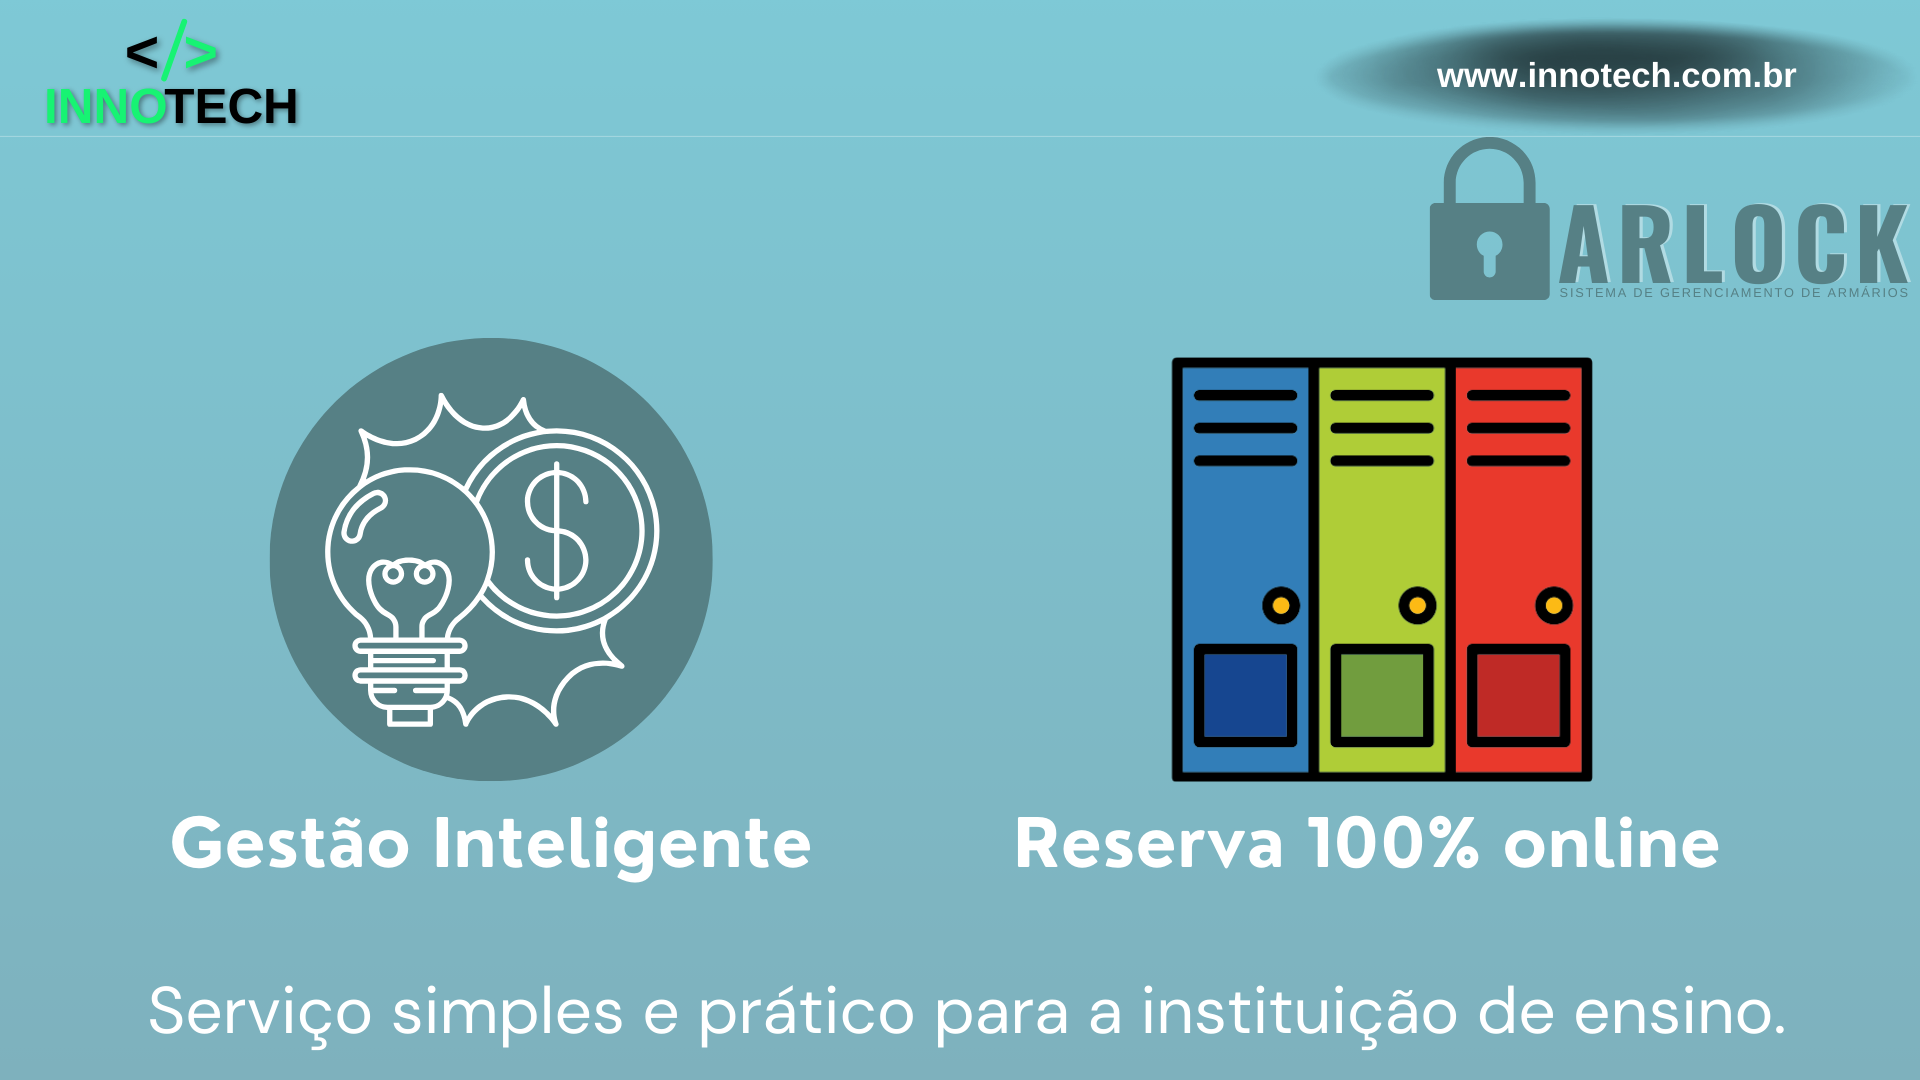 </>
INNOTECH
www.innotech.com.br
ARLOCK
SISTEMA DE GERENCIAMENTO DE ARMÁRIOS
$
Gestão Inteligente
Reserva 100% online
Serviço simples e prático para a instituição de ensino.